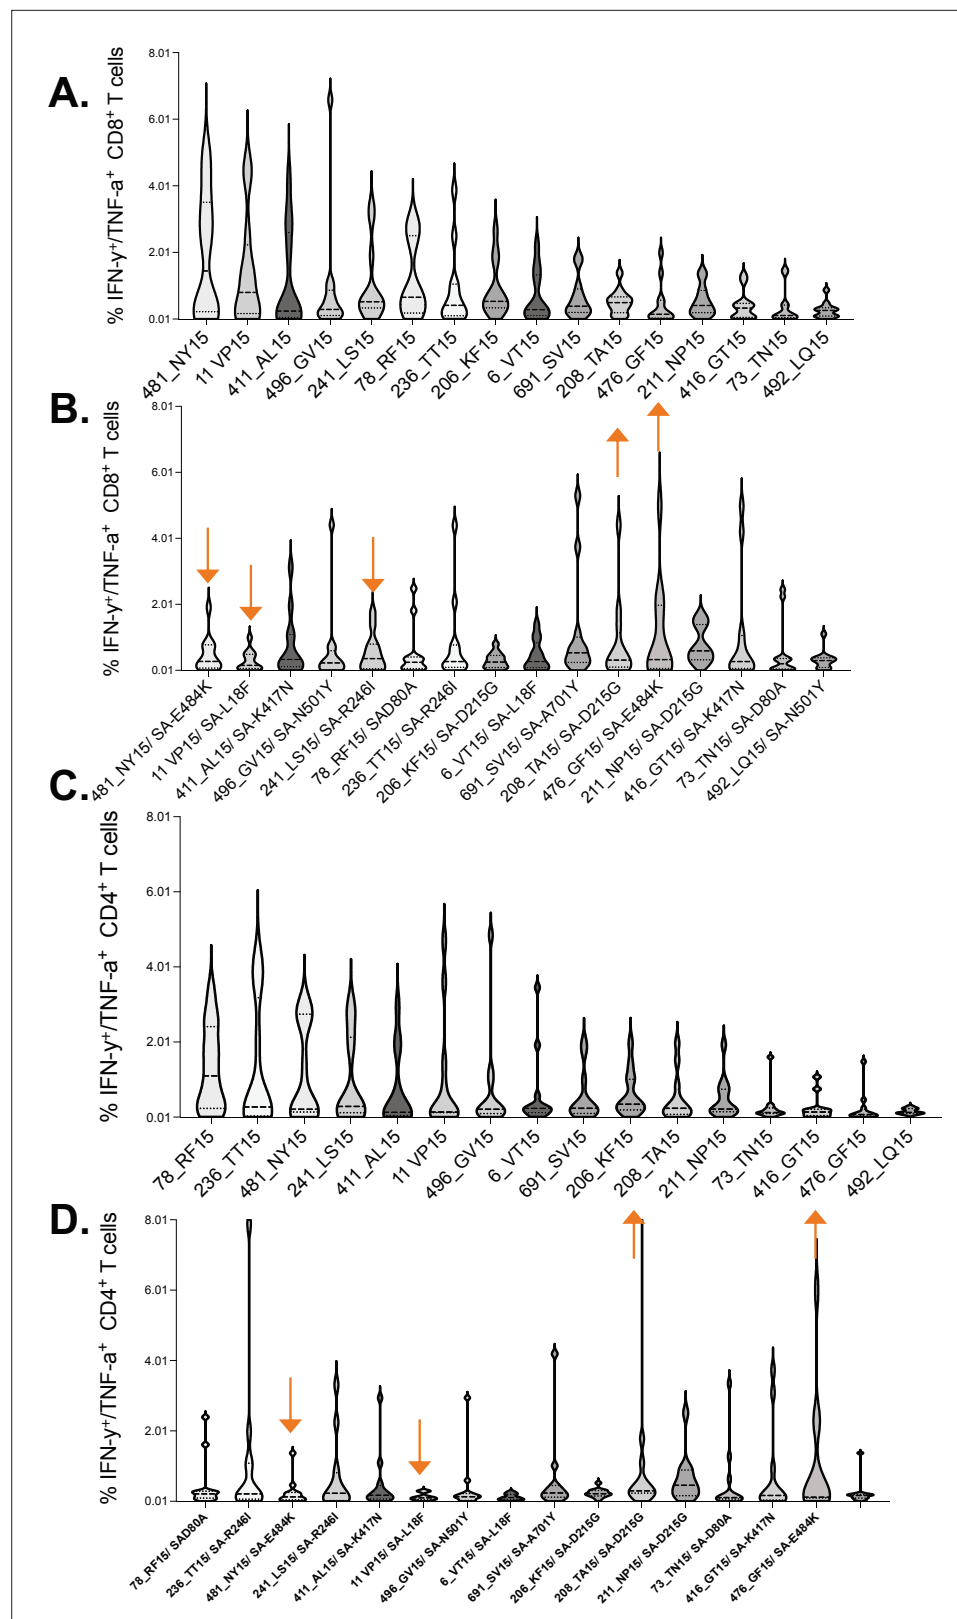 A.
% IFN-y+/TNF-a+ CD8+ T cells
8.01
6.01
4.01
2.01
0.01
481_NY15
11 VP15
411_AL15
496_GV15
241_LS15
78_RF15
236_TT15
206_KF15
6_VT15
691_SV15
208_TA15
476_GF15
211_NP15
416_GT15
73_TN15
492_LQ15
B.
% IFN-y+/TNF-a+ CD8+ T cells
8.01
6.01
4.01
2.01
0.01
481_NY15/ SA-E484K
11 VP15/ SA-L18F
411_AL15/ SA-K417N
496_GV15/ SA-N501Y
241_LS15/ SA-R246I
78_RF15/ SAD80A
236_TT15/ SA-R246I
206_KF15/ SA-D215G
6_VT15/ SA-L18F
691_SV15/ SA-A701Y
208_TA15/ SA-D215G
476_GF15/ SA-E484K
211_NP15/ SA-D215G
416_GT15/ SA-K417N
73_TN15/ SA-D80A
492_LQ15/ SA-N501Y
C.
% IFN-y+/TNF-a+ CD4+ T cells
8.01
6.01
4.01
2.01
0.01
78_RF15
236_TT15
481_NY15
241_LS15
411_AL15
11 VP15
496_GV15
6_VT15
691_SV15
206_KF15
208_TA15
211_NP15
73_TN15
416_GT15
476_GF15
492_LQ15
D.
% IFN-y+/TNF-a+ CD4+ T cells
8.01
6.01
4.01
2.01
0.01
78_RF15/ SAD80A
236_TT15/ SA-R246I
481_NY15/ SA-E484K
241_LS15/ SA-R246I
411_AL15/ SA-K417N
11 VP15/ SA-L18F
496_GV15/ SA-N501Y
6_VT15/ SA-L18F
691_SV15/ SA-A701Y
206_KF15/ SA-D215G
208_TA15/ SA-D215G
211_NP15/ SA-D215G
73_TN15/ SA-D80A
416_GT15/ SA-K417N
476_GF15/ SA-E484K